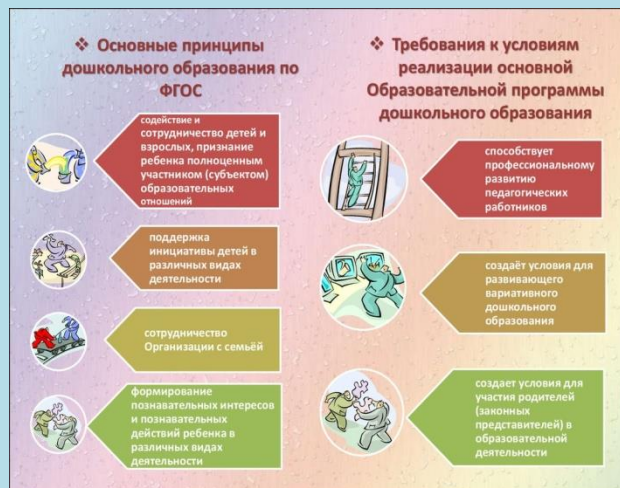 ❖ Основные принципы
дошкольного образования по
ФГОС
содействие и
сотрудничество детей и
взрослых, признание
ребенка полноценным
участником (субъектом)
образовательных
отношений
поддержка
инициативы детей в
различных видах
деятельности
сотрудничество
Организации с семьёй
формирование
познавательных интересов
и познавательных
действий ребенка в
различных видах
деятельности
❖ Требования к условиям
реализации основной
Образовательной программы
дошкольного образования
способствует
профессиональному
развитию
педагогических
работников
создаёт условия для
развивающего
вариативного
дошкольного
образования
создает условия для
участия родителей
(законных
представителей) в
образовательной
деятельности